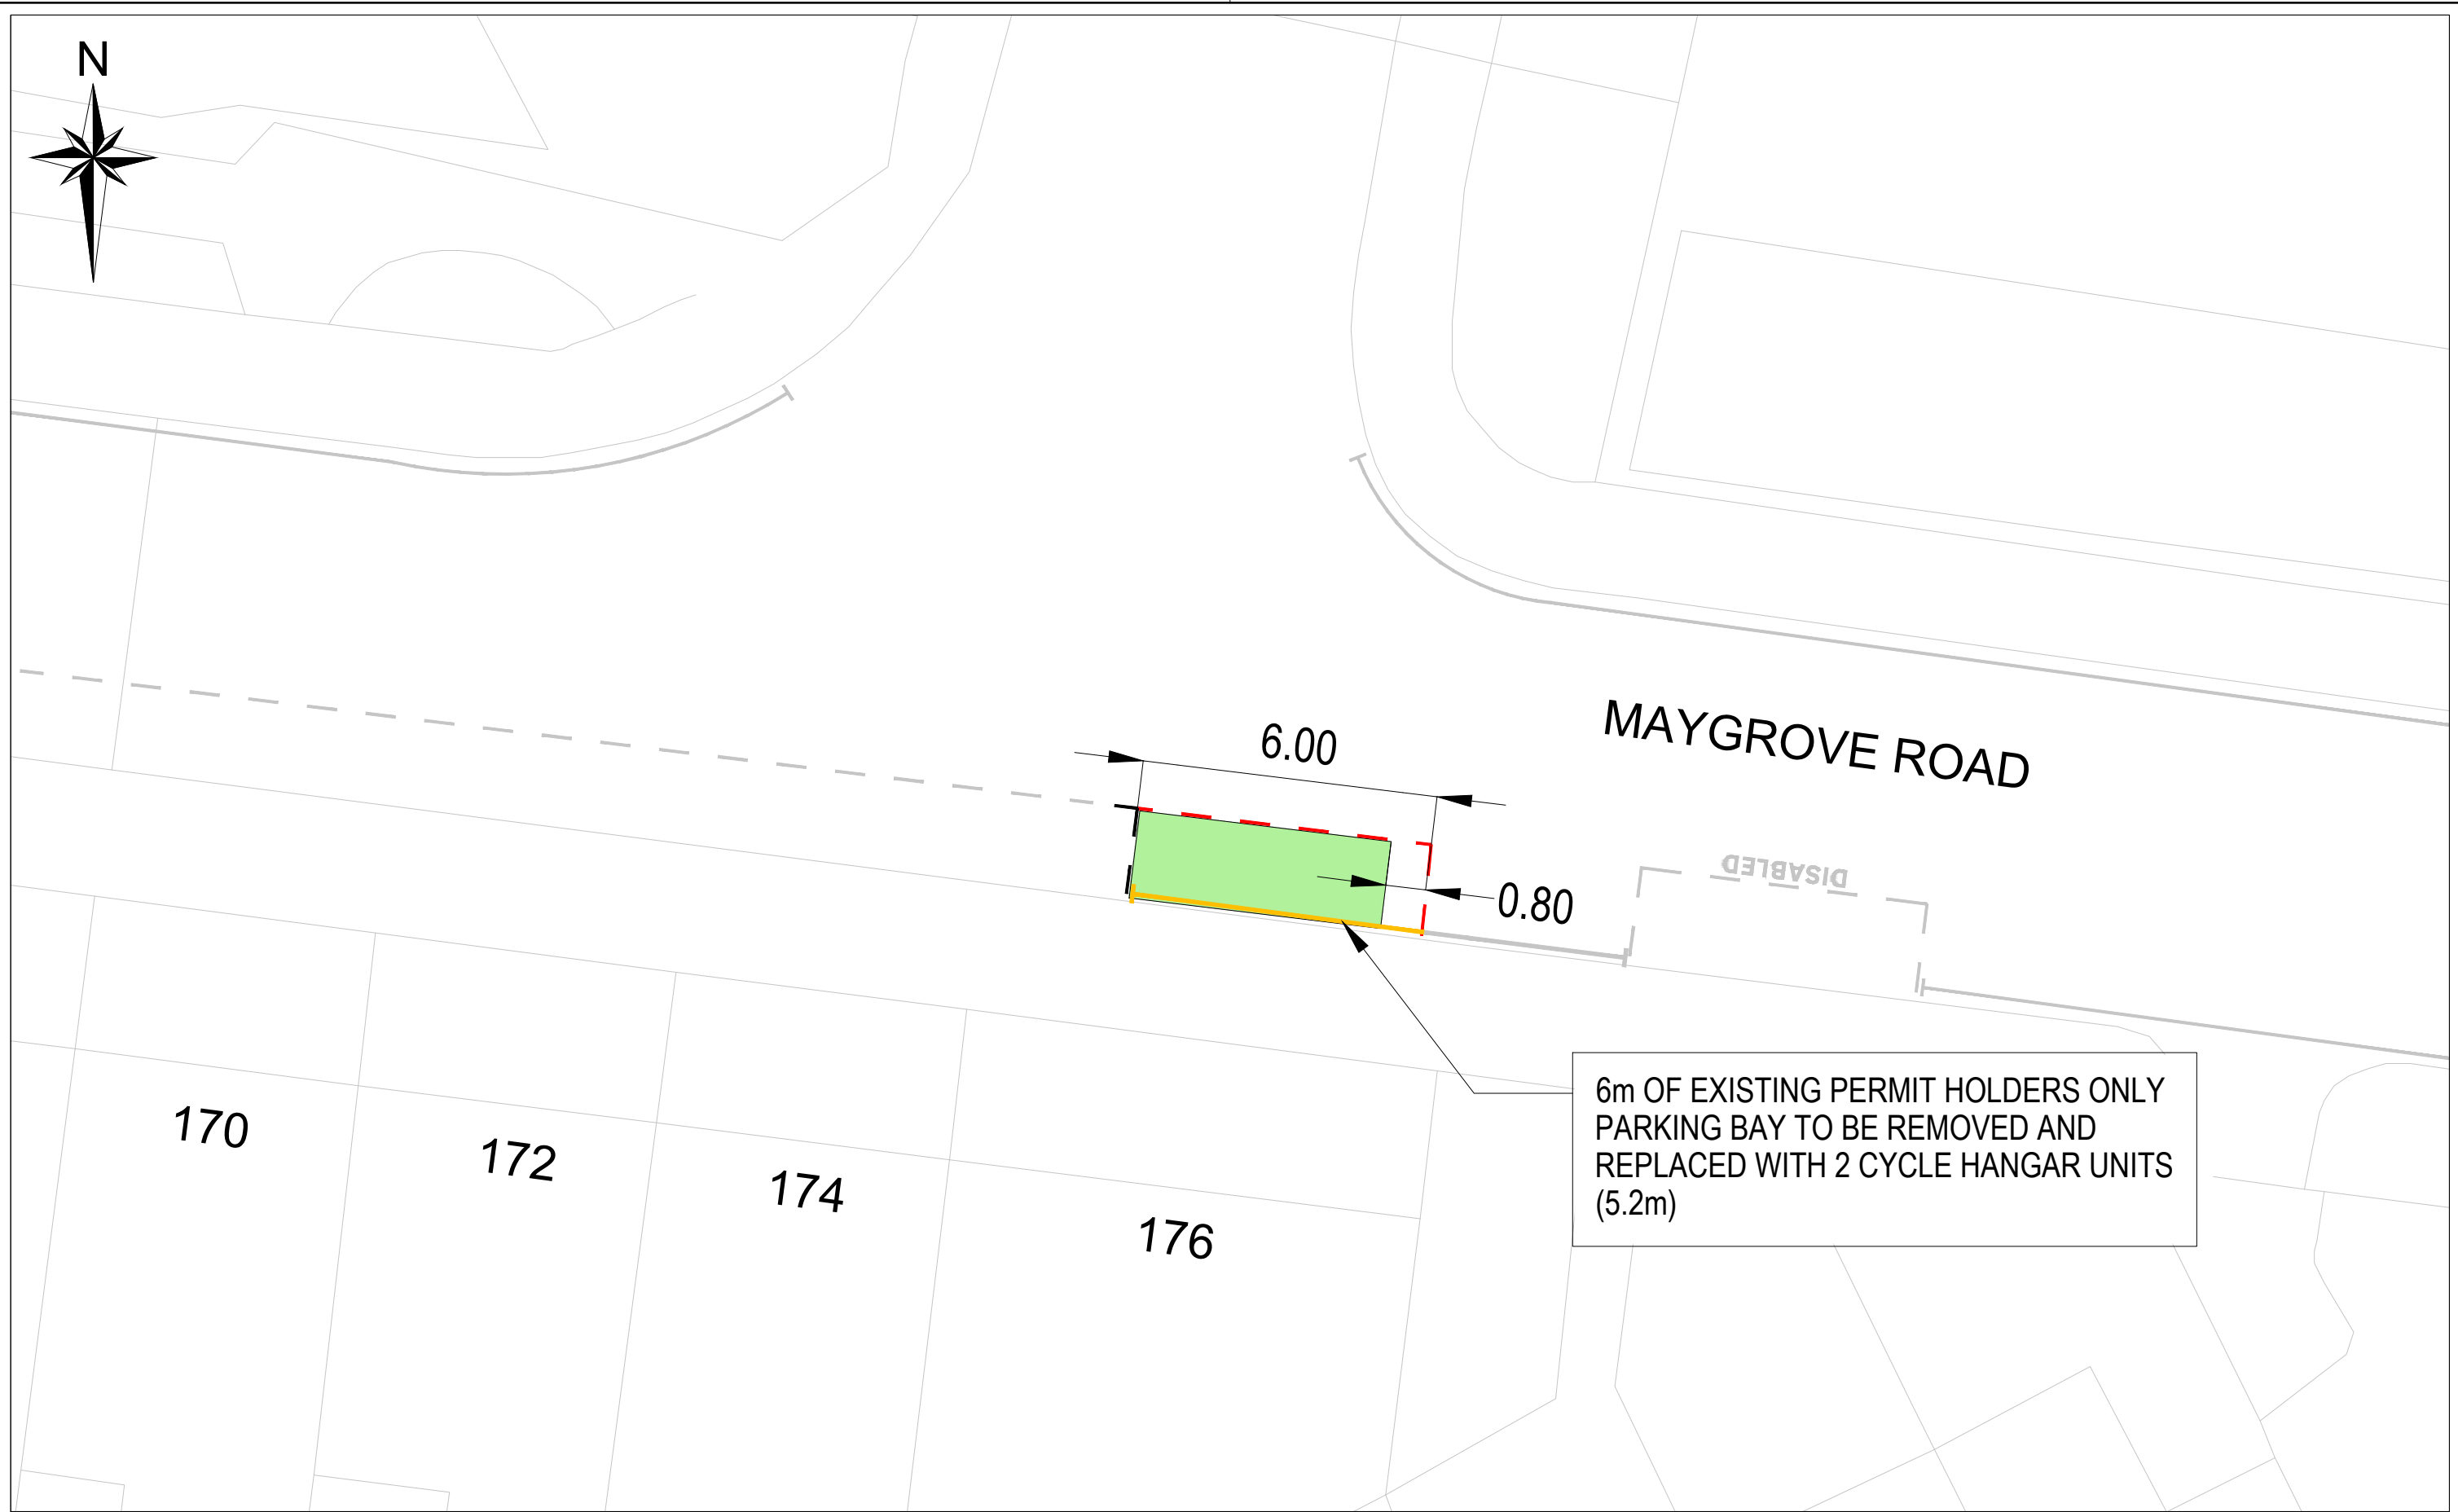 N
6.00
MAYGROVE ROAD
DISABLED
0.80
6m OF EXISTING PERMIT HOLDERS ONLY
PARKING BAY TO BE REMOVED AND
REPLACED WITH 2 CYCLE HANGAR UNITS
(5.2m)
170
172
174
176